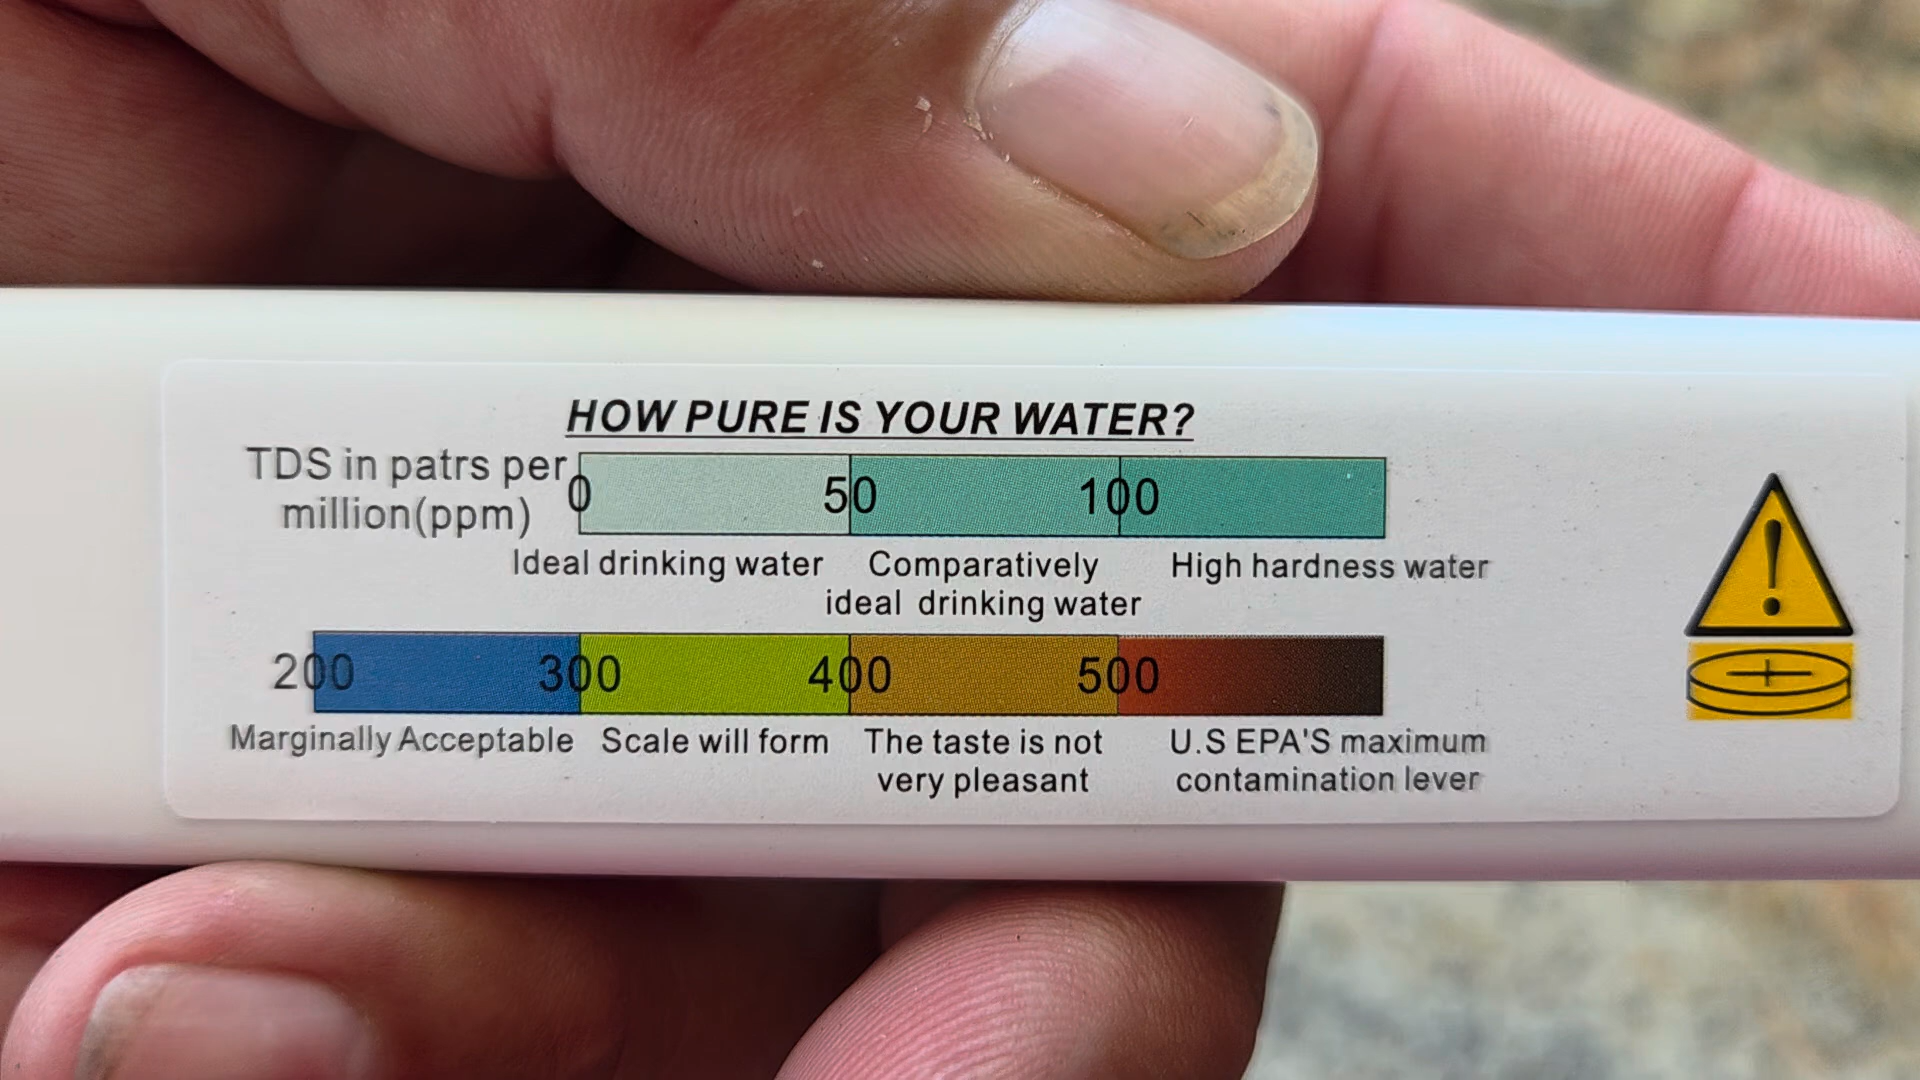 HOW PURE IS YOUR WATER?
TDS in patrs per
million(ppm)
0 50 100
Ideal drinking water Comparatively High hardness water
ideal drinking water
200 300 400 500
Marginally Acceptable Scale will form The taste is not U.S EPA'S maximum
very pleasant contamination lever